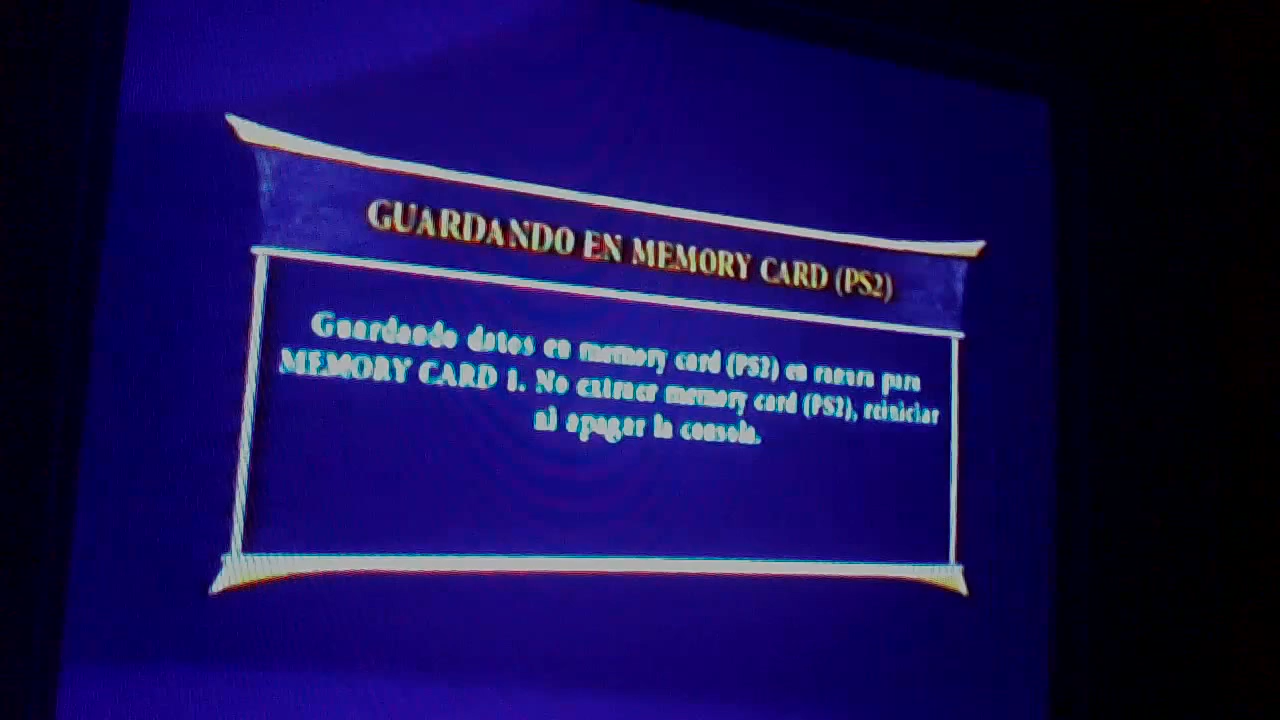 GUARDANDO EN MEMORY CARD (PS2)
Guardando datos en memory card (PS2) en ranura para
MEMORY CARD 1. No extraer memory card (PS2), reiniciar
ni apagar la consola.